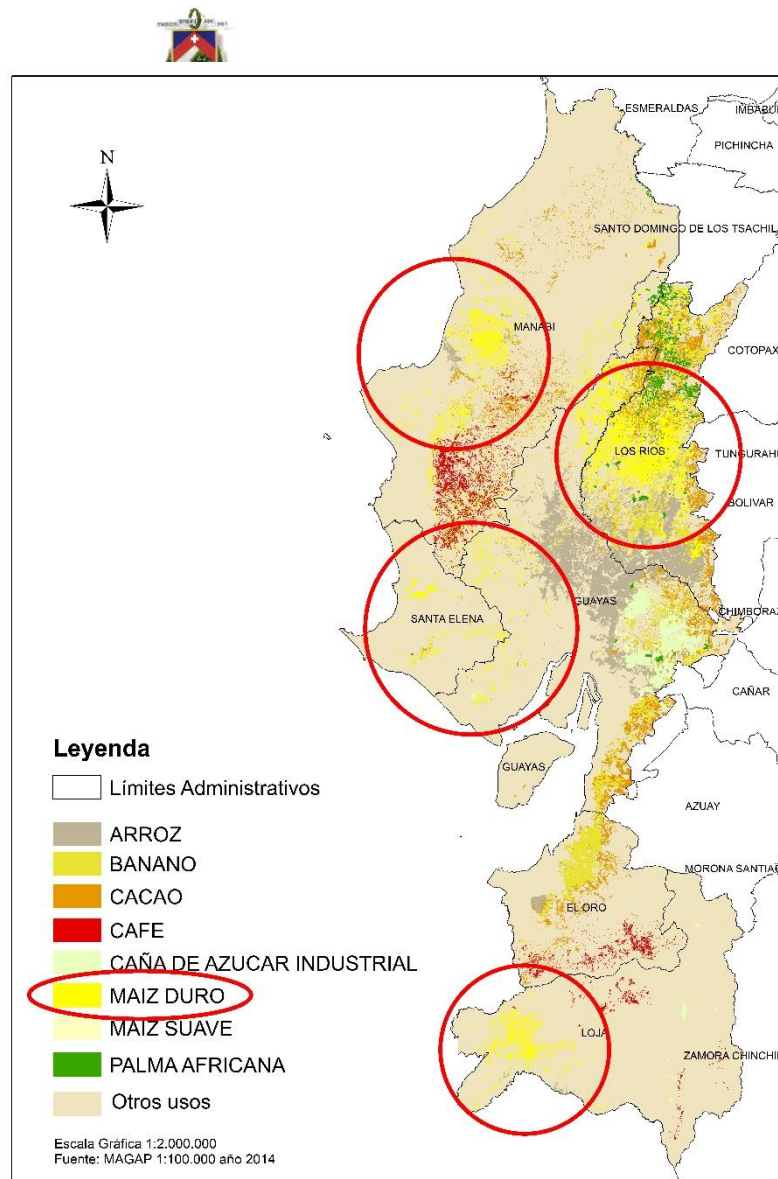 N
ESMERALDAS
IMBABU
PICHINCHA
SANTO DOMINGO DE LOS TSACHIL
MANABI
COTOPAX
LOS RIOS
TUNGURAH
BOLIVAR
GUAYAS
SANTA ELENA
CHIMBORAZ
CAÑAR
GUAYAS
AZUAY
MORONA SANTIA
EL ORO
LOJA
ZAMORA CHINCHI
Leyenda
Límites Administrativos
ARROZ
BANANO
CACAO
CAFE
CAÑA DE AZUCAR INDUSTRIAL
MAIZ DURO
MAIZ SUAVE
PALMA AFRICANA
Otros usos
Escala Gráfica 1:2.000.000
Fuente: MAGAP 1:100.000 año 2014